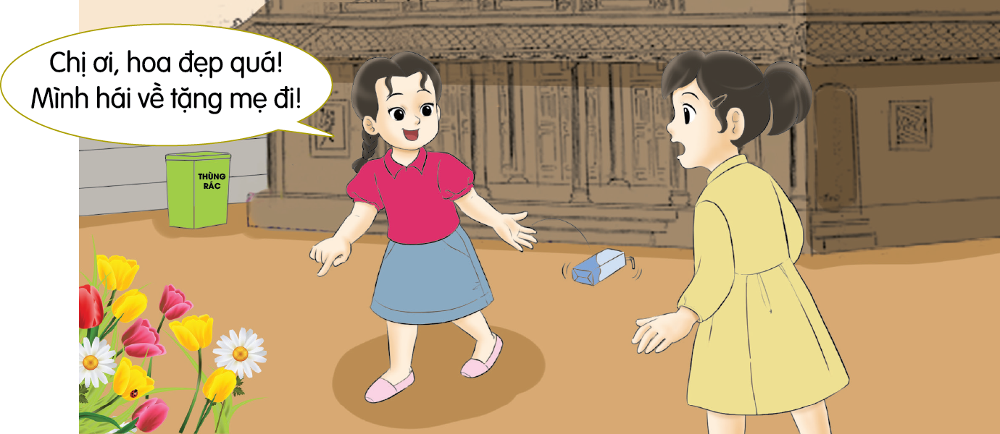 Chị ơi, hoa đẹp quá!
Mình hái về tặng mẹ đi!
THÙNG
RÁC